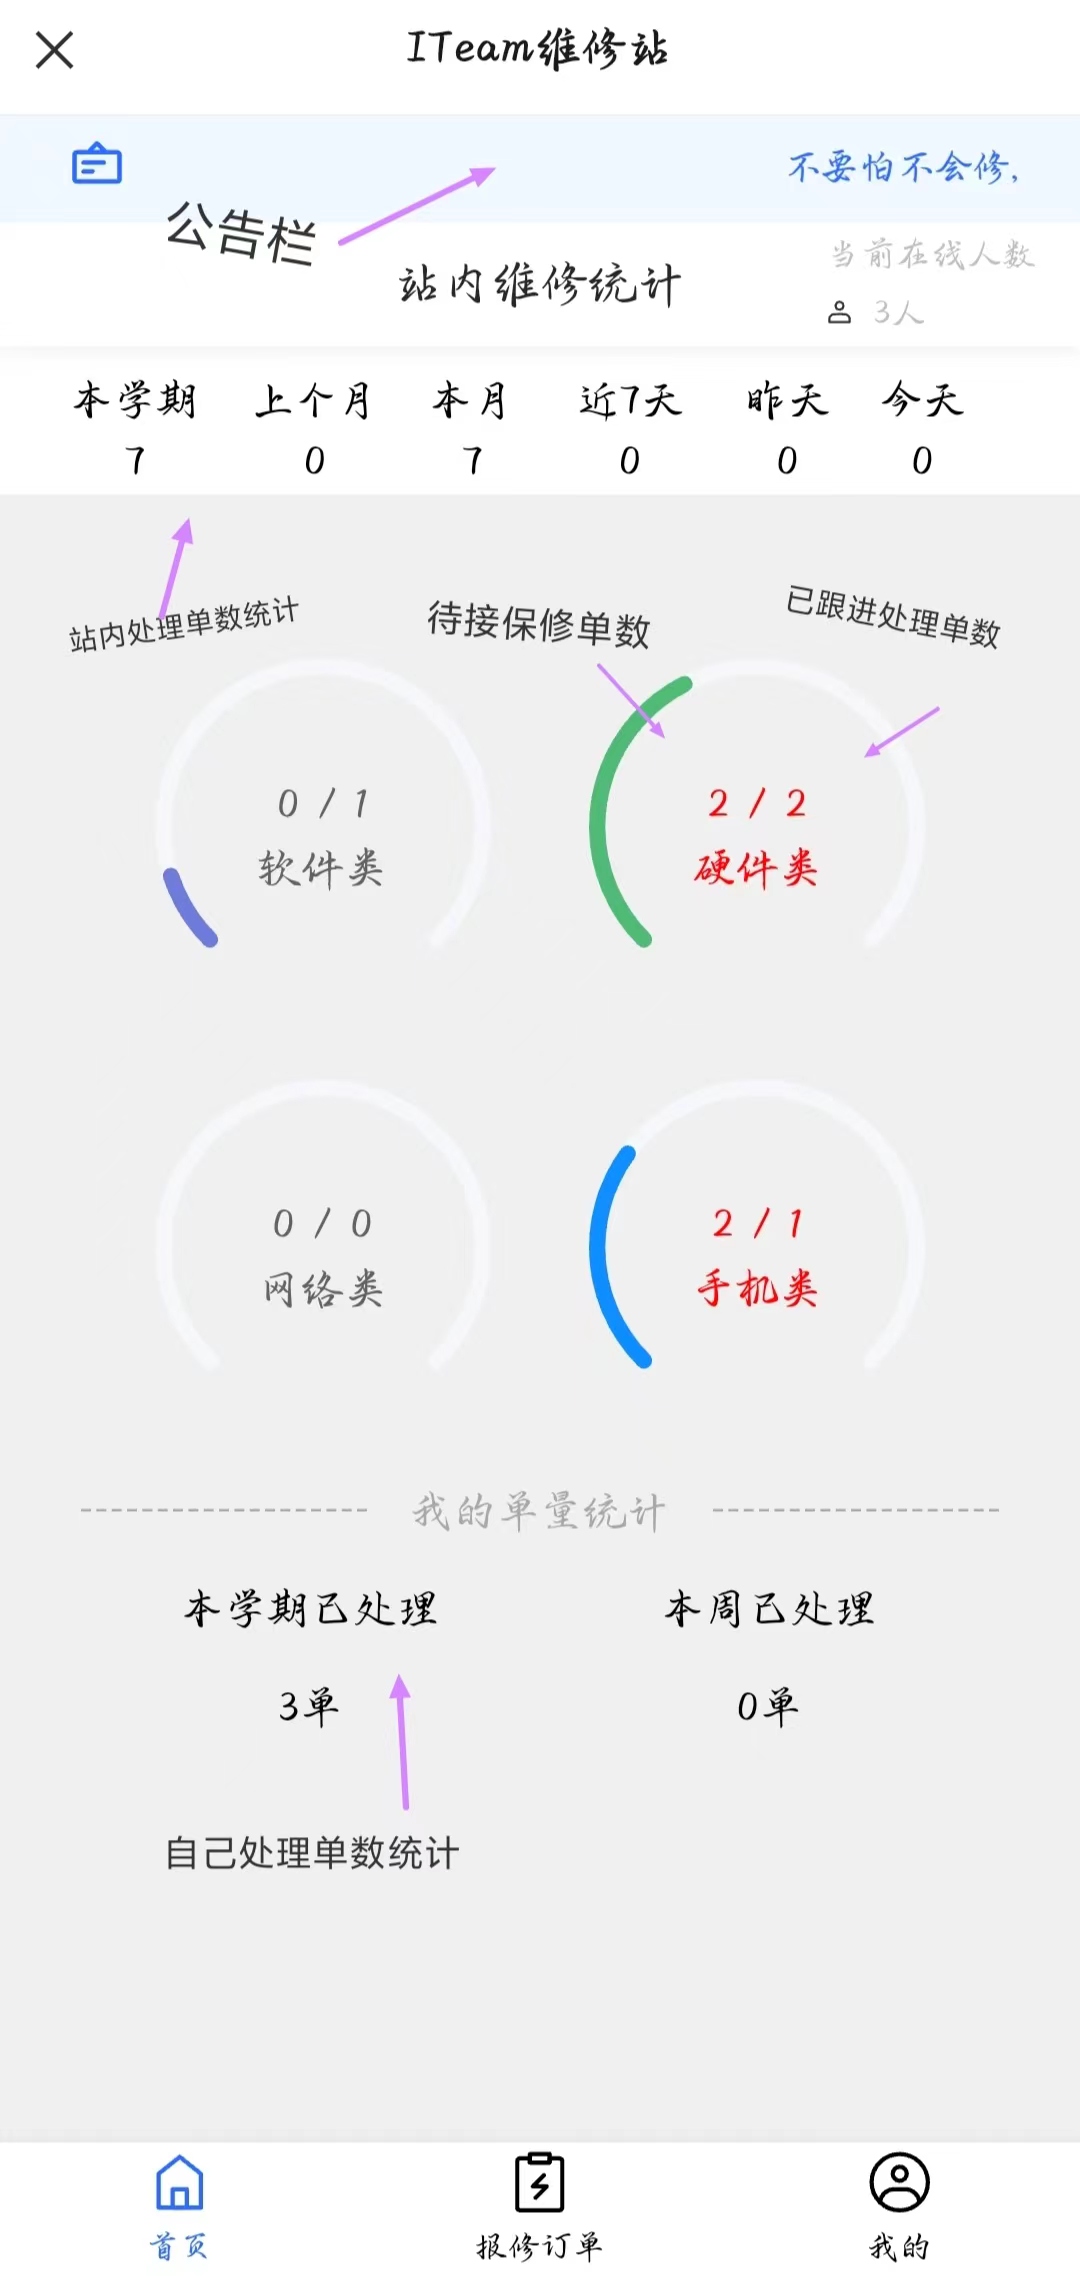 ITeam维修站
不要怕不会修,
公告栏
当前在线人数
站内维修统计
3人
本学期 上个月 本月 近7天 昨天 今天
7 0 7 0 0 0
站内处理单数统计
待接保修单数
已跟进处理单数
0 / 1
软件类
2 / 2
硬件类
0 / 0
网络类
2 / 1
手机类
我的单量统计
本学期已处理 本周已处理
3单 0单
自己处理单数统计
首页 报修订单 我的